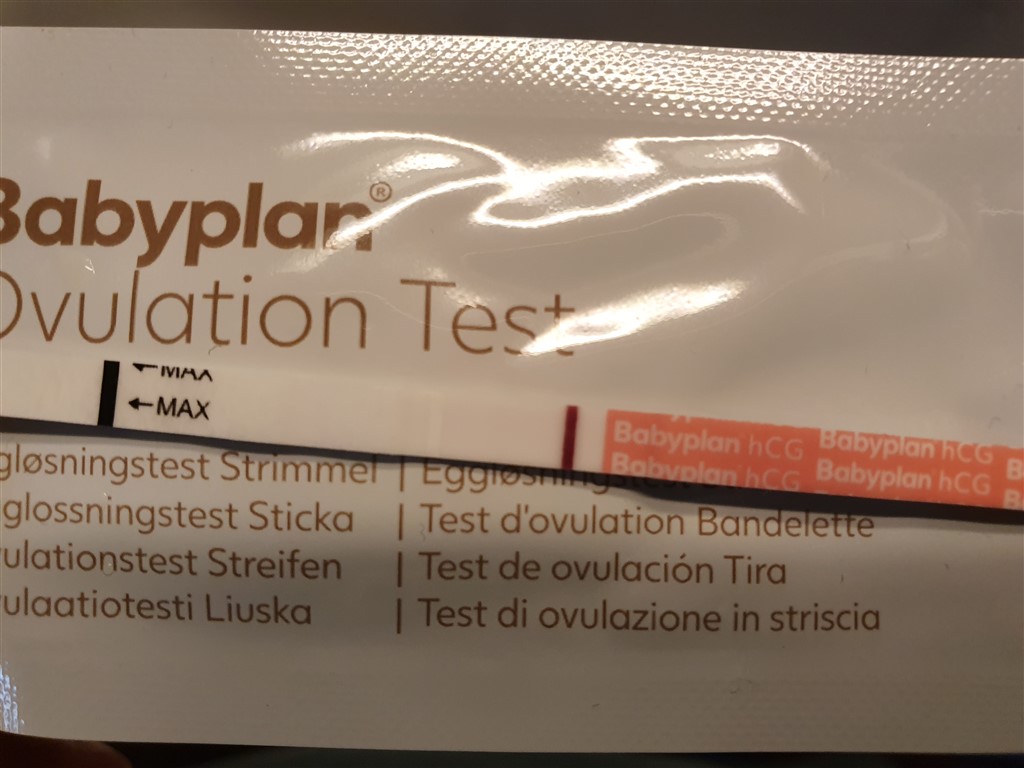 Babyplan®
Ovulation Test
←MAX
←MAX
Babyplan hCG Babyplan hCG
Babyplan hCG Babyplan hCG
gløsningstest Strimmel | Eggløsningstest
glossningstest Sticka | Test d'ovulation Bandelette
ulationstest Streifen | Test de ovulación Tira
ulaatiotesti Liuska | Test di ovulazione in striscia